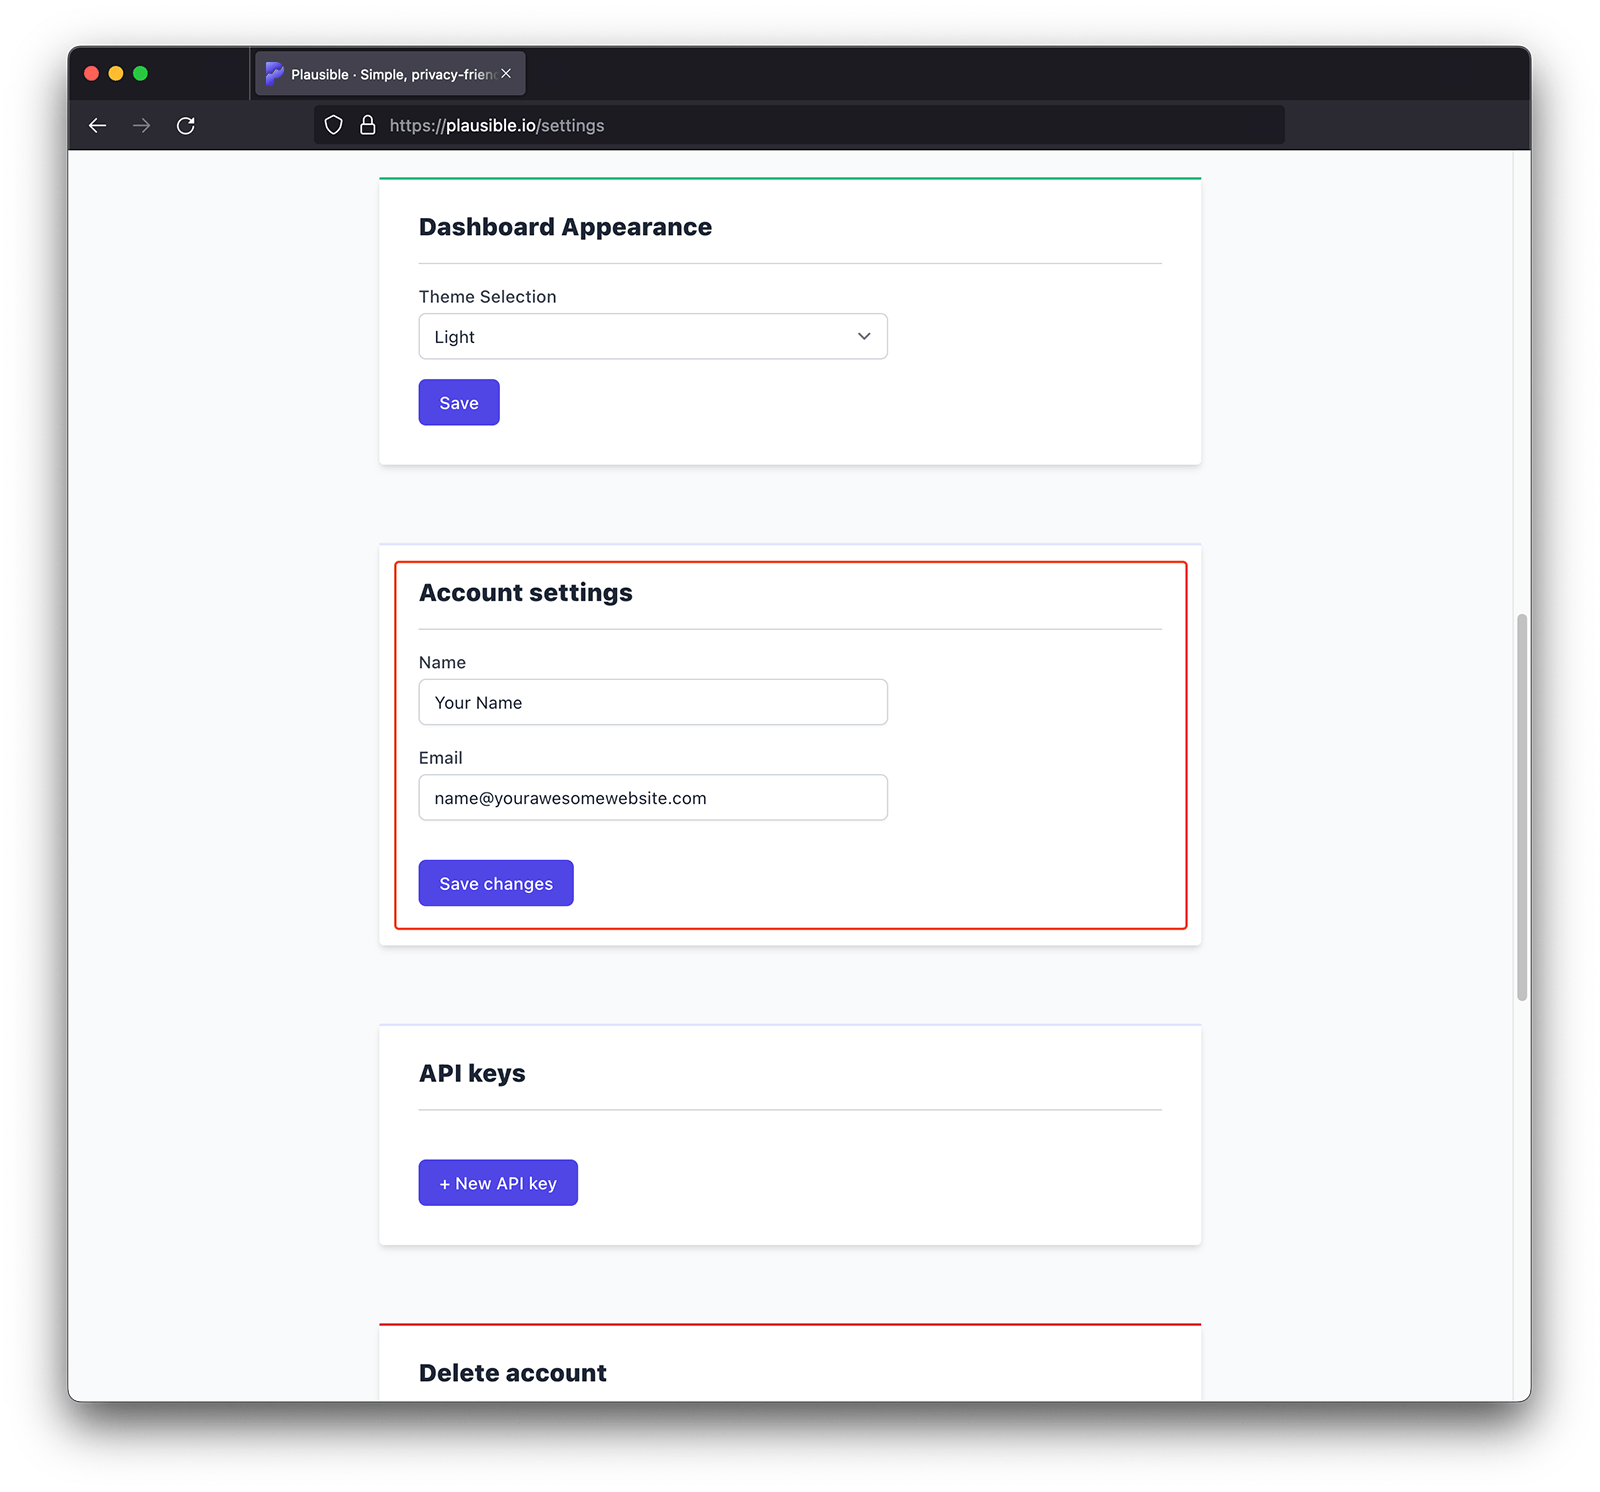 Plausible · Simple, privacy-frien
https://plausible.io/settings
Dashboard Appearance
Theme Selection
Light
Save
Account settings
Name
Your Name
Email
name@yourawesomewebsite.com
Save changes
API keys
+ New API key
Delete account